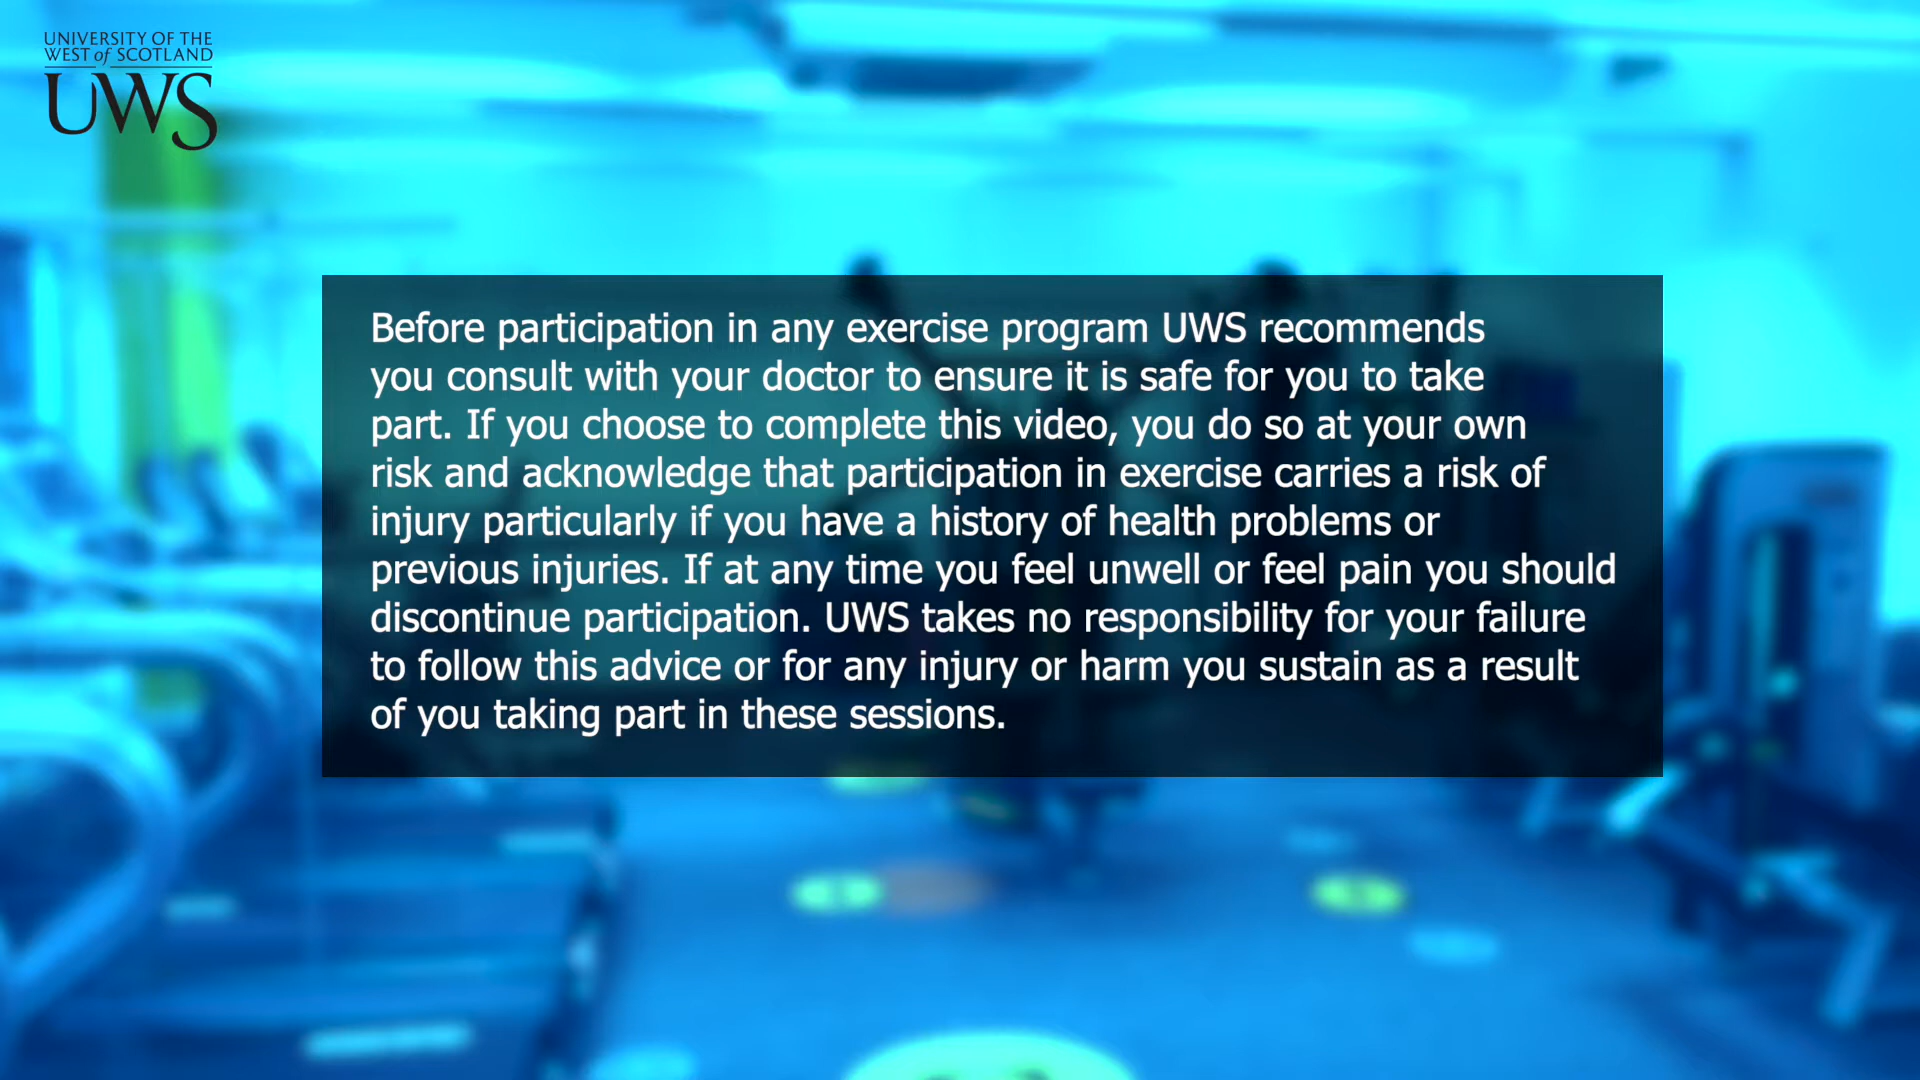 UNIVERSITY OF THE
WEST of SCOTLAND
UWS
Before participation in any exercise program UWS recommends
you consult with your doctor to ensure it is safe for you to take
part. If you choose to complete this video, you do so at your own
risk and acknowledge that participation in exercise carries a risk of
injury particularly if you have a history of health problems or
previous injuries. If at any time you feel unwell or feel pain you should
discontinue participation. UWS takes no responsibility for your failure
to follow this advice or for any injury or harm you sustain as a result
of you taking part in these sessions.